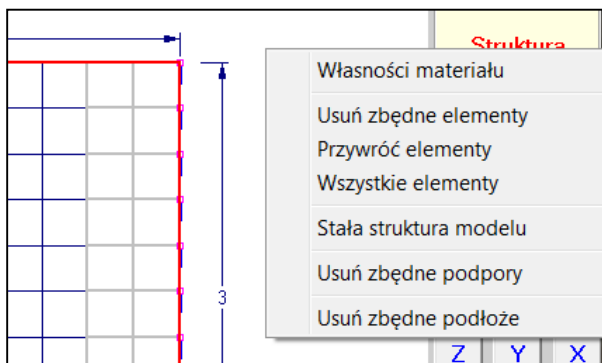 Struktura
Własności materiału
Usuń zbędne elementy
Przywróć elementy
Wszystkie elementy
Stała struktura modelu
Usuń zbędne podpory
3
Usuń zbędne podłoże
Z Y X